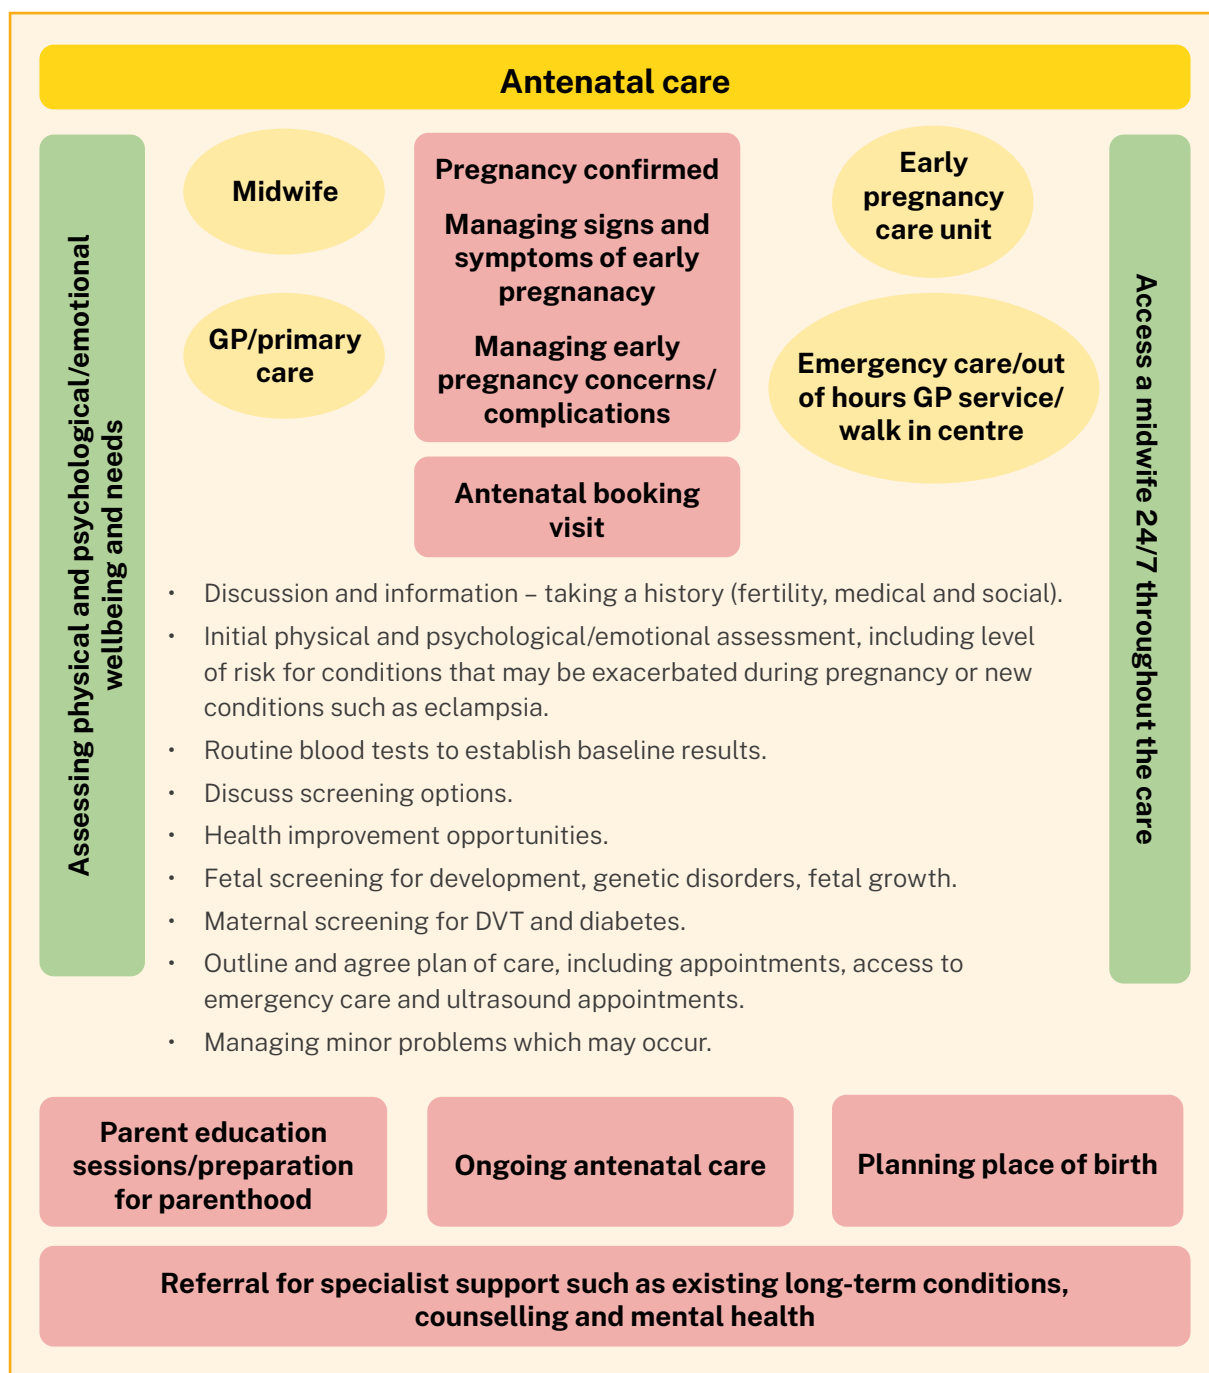 Antenatal care
Assessing physical and psychological/emotional
wellbeing and needs
Midwife
GP/primary
care
Pregnancy confirmed
Managing signs and
symptoms of early
pregnanacy
Managing early
pregnancy concerns/
complications
Antenatal booking
visit
Early
pregnancy
care unit
Emergency care/out
of hours GP service/
walk in centre
Access a midwife 24/7 throughout the care
• Discussion and information – taking a history (fertility, medical and social).
• Initial physical and psychological/emotional assessment, including level
of risk for conditions that may be exacerbated during pregnancy or new
conditions such as eclampsia.
• Routine blood tests to establish baseline results.
• Discuss screening options.
• Health improvement opportunities.
• Fetal screening for development, genetic disorders, fetal growth.
• Maternal screening for DVT and diabetes.
• Outline and agree plan of care, including appointments, access to
emergency care and ultrasound appointments.
• Managing minor problems which may occur.
Parent education
sessions/preparation
for parenthood
Ongoing antenatal care
Planning place of birth
Referral for specialist support such as existing long-term conditions,
counselling and mental health